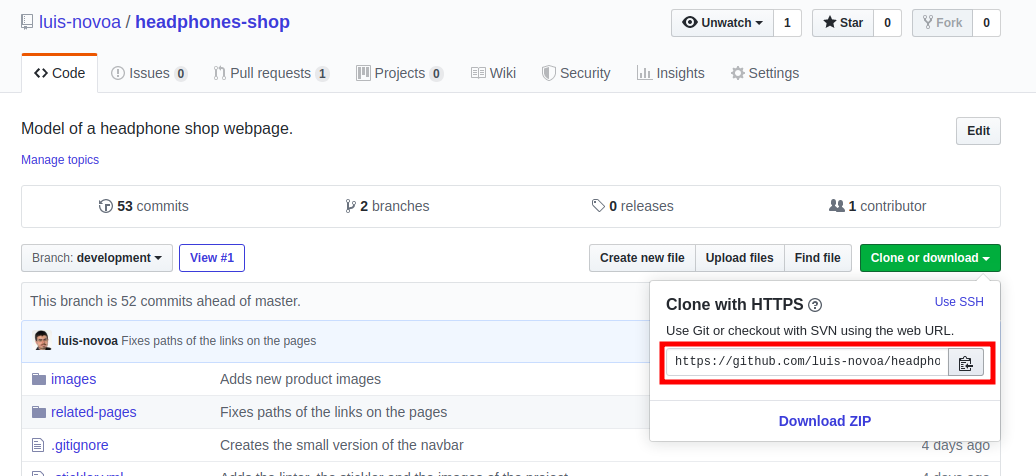 luis-novoa / headphones-shop
Unwatch 1 Star 0 Fork 0
Code Issues 0 Pull requests 1 Projects 0 Wiki Security Insights Settings
Model of a headphone shop webpage.
Edit
Manage topics
53 commits 2 branches 0 releases 1 contributor
Branch: development View #1 Create new file Upload files Find file Clone or download
This branch is 52 commits ahead of master.
Clone with HTTPS Use SSH
Use Git or checkout with SVN using the web URL.
luis-novoa Fixes paths of the links on the pages
https://github.com/luis-novoa/headpho
images Adds new product images
related-pages Fixes paths of the links on the pages
Download ZIP
.gitignore Creates the small version of the navbar 4 days ago
.stickler.yml Adds the linter, the stickler and the images of the project 4 days ago